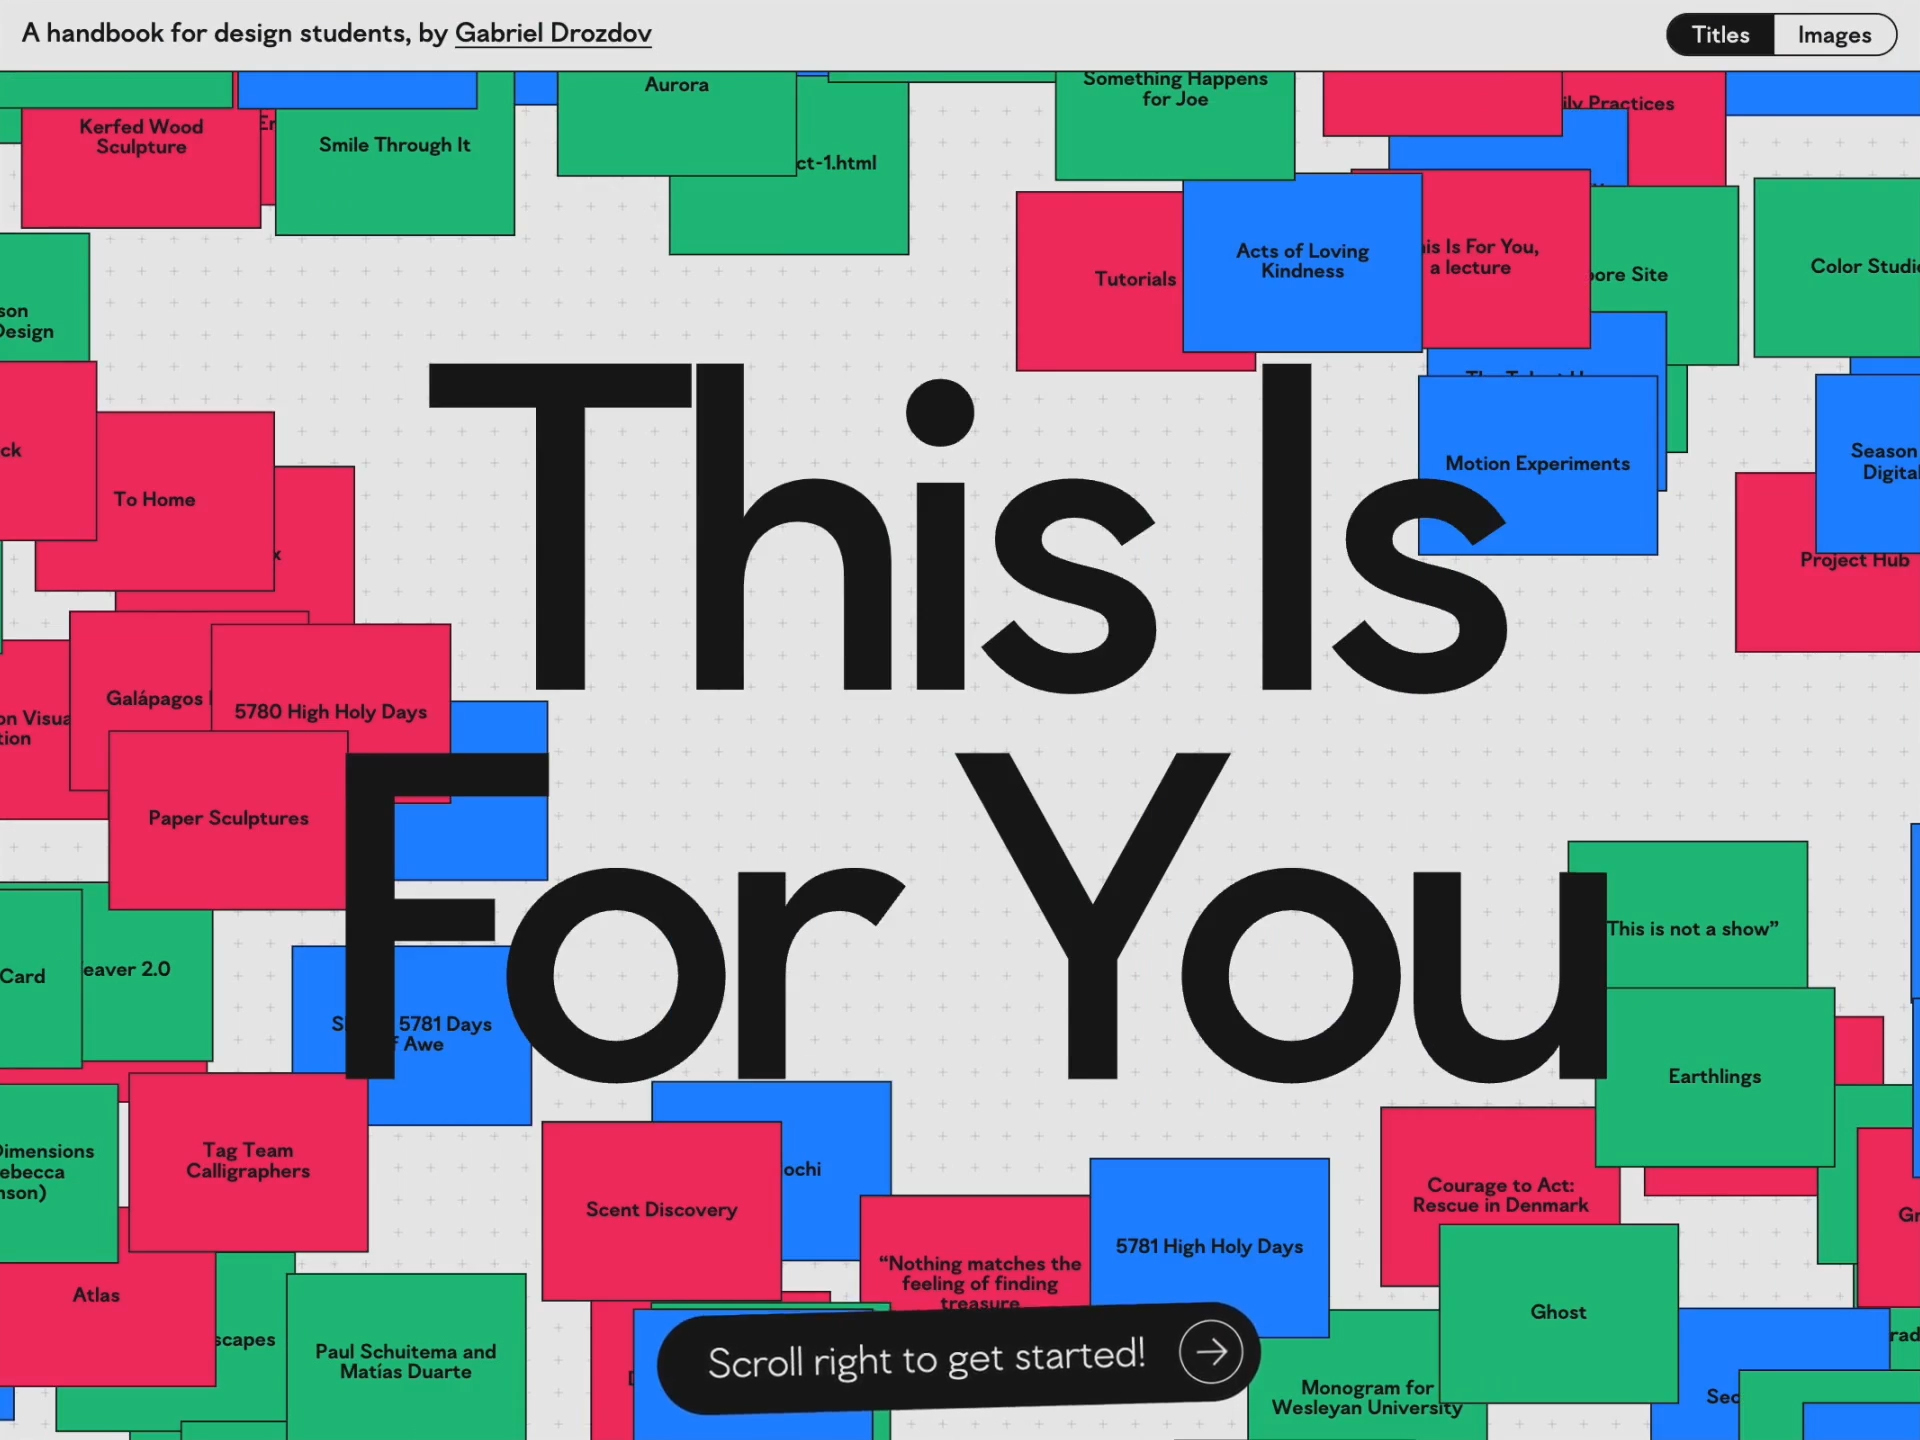 A handbook for design students, by Gabriel Drozdov
Titles
Images
Aurora
Something Happens
for Joe
ily Practices
Kerfed Wood
Sculpture
Smile Through It
ct-1.html
Tutorials
Acts of Loving
Kindness
is Is For You,
a lecture
ore Site
Color Studi
son
Design
Motion Experiments
Season
Digital
Project Hub
ck
To Home
x
This Is
Galápagos
5780 High Holy Days
on Visua
tion
Paper Sculptures
For You
This is not a show”
Card
eaver 2.0
5781 Days
Awe
Earthlings
Dimensions
ebecca
nson)
Tag Team
Calligraphers
ochi
Scent Discovery
Courage to Act:
Rescue in Denmark
Gr
5781 High Holy Days
“Nothing matches the
feeling of finding
treasure
Atlas
scapes
Ghost
rad
Paul Schuitema and
Matías Duarte
Scroll right to get started!
Monogram for
Wesleyan University
Sec